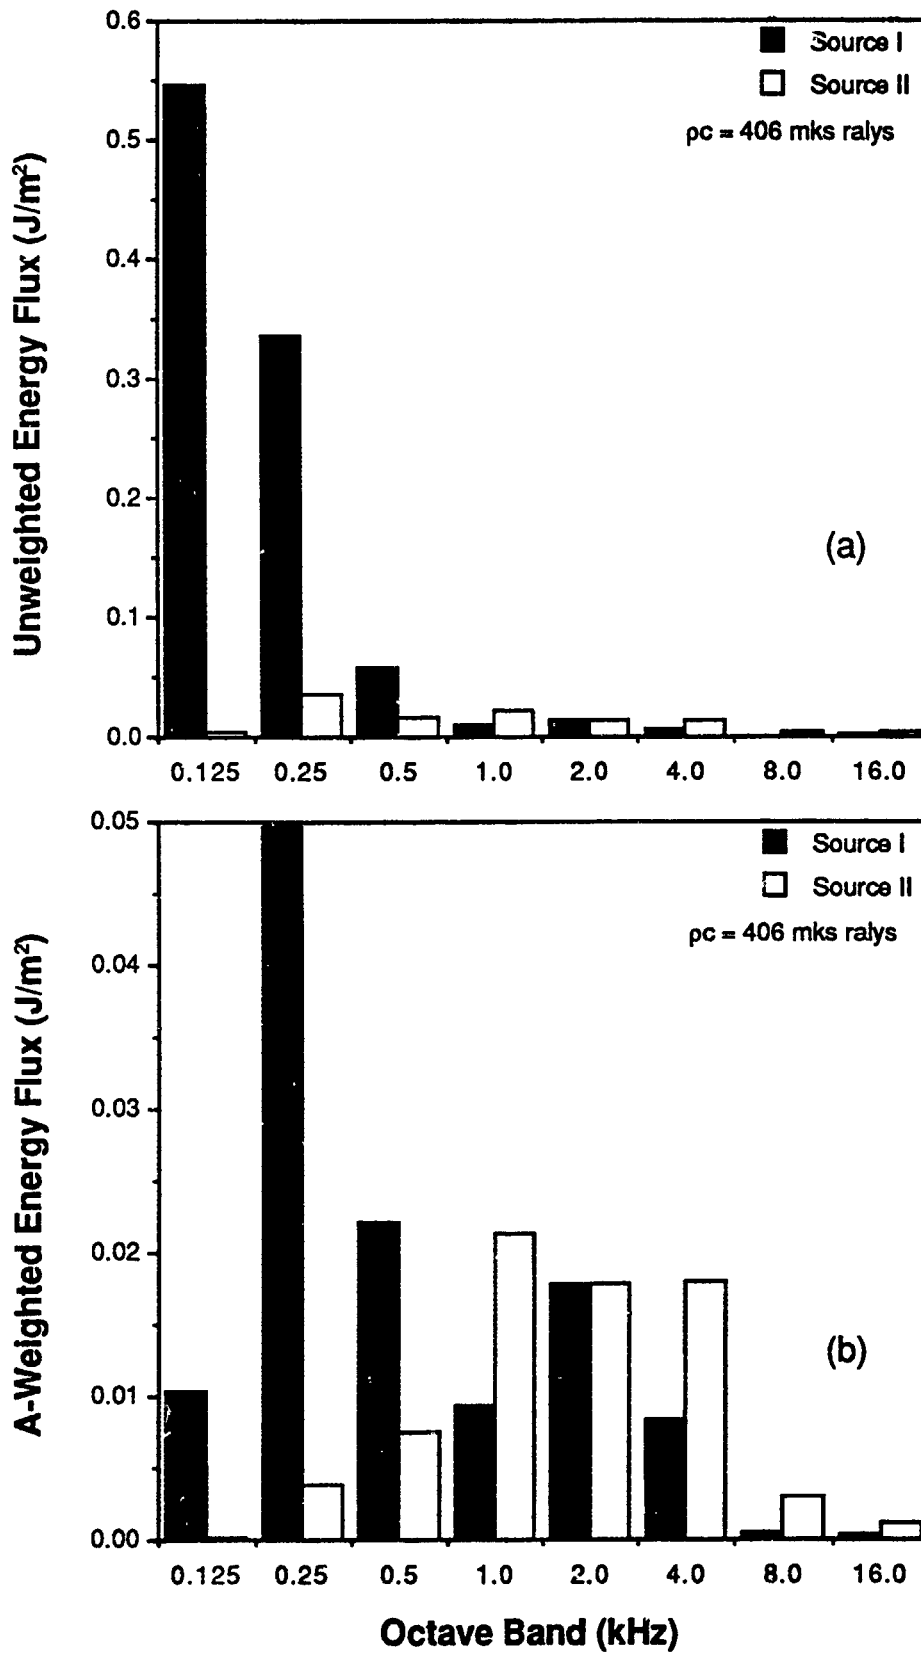 0.6
Source I
Source II
ρc = 406 mks ralys
0.5
0.4
0.3
0.2
0.1
0.0
Unweighted Energy Flux (J/m²)
(a)
0.125 0.25 0.5 1.0 2.0 4.0 8.0 16.0
0.05
Source I
Source II
ρc = 406 mks ralys
0.04
0.03
0.02
0.01
0.00
A-Weighted Energy Flux (J/m²)
(b)
0.125 0.25 0.5 1.0 2.0 4.0 8.0 16.0
Octave Band (kHz)